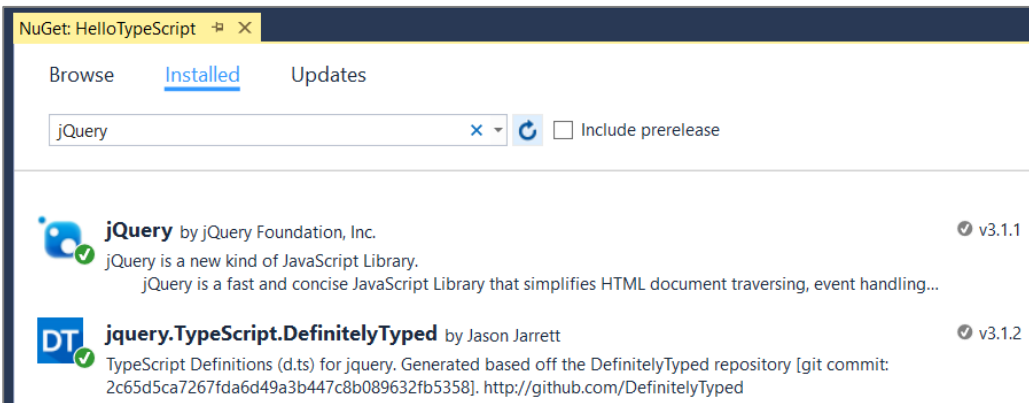 NuGet: HelloTypeScript
Browse Installed Updates
jQuery Include prerelease
jQuery by jQuery Foundation, Inc. v3.1.1
jQuery is a new kind of JavaScript Library.
jQuery is a fast and concise JavaScript Library that simplifies HTML document traversing, event handling...
DT jquery.TypeScript.DefinitelyTyped by Jason Jarrett v3.1.2
TypeScript Definitions (d.ts) for jquery. Generated based off the DefinitelyTyped repository [git commit:
2c65d5ca7267fda6d49a3b447c8b089632fb5358]. http://github.com/DefinitelyTyped